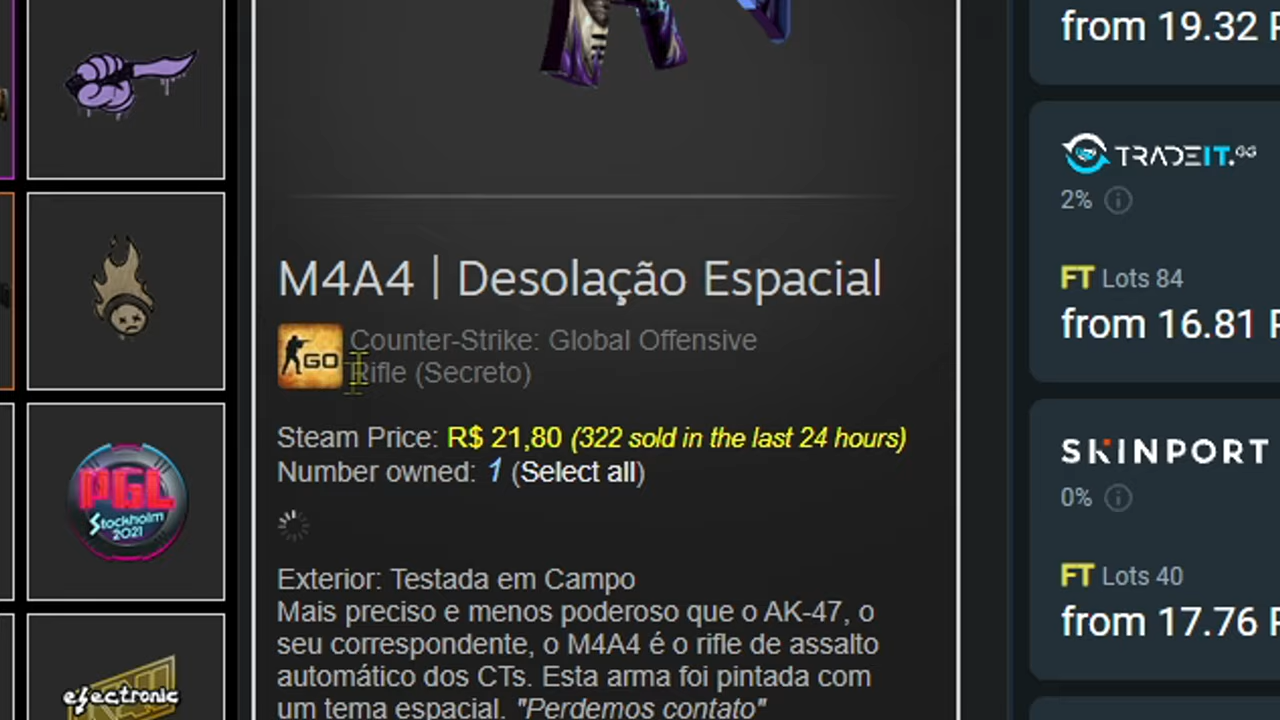 from 19.32
TRADEIT.GG
2%
M4A4 | Desolação Espacial
FT Lots 84
from 16.81
GO
Counter-Strike: Global Offensive
Rifle (Secreto)
Steam Price: R$ 21,80 (322 sold in the last 24 hours)
Number owned: 1 (Select all)
SKINPORT
0%
PGL
Stockholm
2021
Exterior: Testada em Campo
FT Lots 40
Mais preciso e menos poderoso que o AK-47, o
from 17.76
seu correspondente, o M4A4 é o rifle de assalto
automático dos CTs. Esta arma foi pintada com
um tema espacial. "Perdemos contato"
electronic